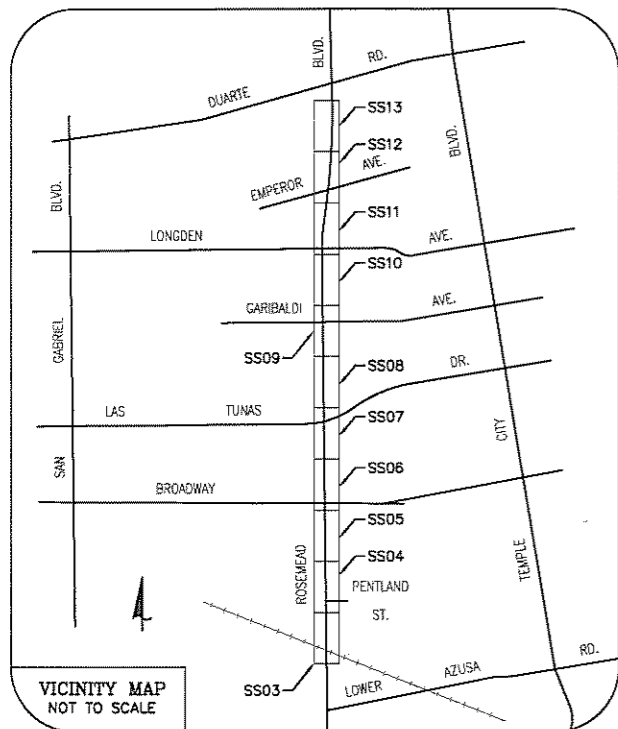 BLVD.
DUARTE RD.
SS13
SS12
BLVD.
BLVD.
EMPEROR AVE.
SS11
LONGDEN AVE.
SS10
GARIBALDI AVE.
GABRIEL
SS09
SS08
DR.
LAS TUNAS
SS07
CITY
SAN
SS06
BROADWAY
SS05
SS04
TEMPLE
ROSEMEAD
PENTLAND
ST.
RD.
VICINITY MAP
NOT TO SCALE
SS03
LOWER AZUSA